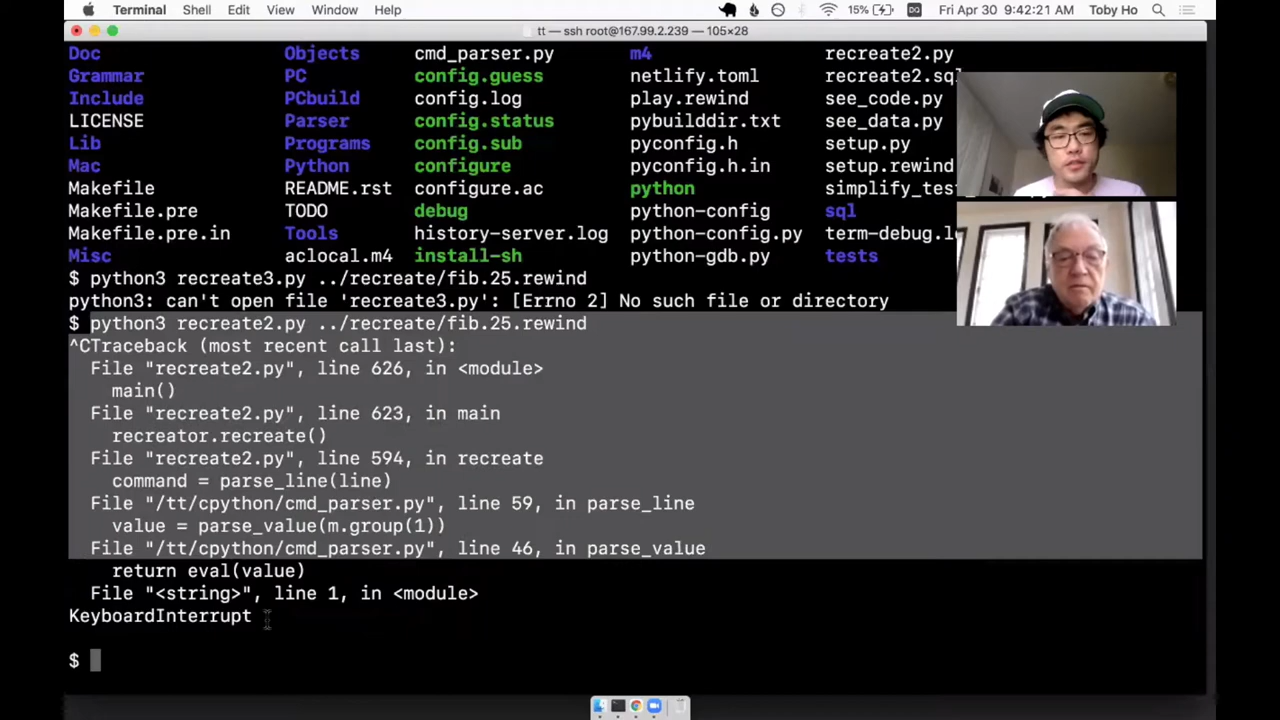 Terminal Shell Edit View Window Help 15% Fri Apr 30 9:42:21 AM Toby Ho
tt — ssh root@167.99.2.239 — 105×28
Doc Objects cmd_parser.py m4 recreate2.py
Grammar PC config.guess netlify.toml recreate2.sql
Include PCbuild config.log play.rewind see_code.py
LICENSE Parser config.status pybuilddir.txt see_data.py
Lib Programs config.sub pyconfig.h setup.py
Mac Python configure pyconfig.h.in setup.rewind
Makefile README.rst configure.ac python simplify_test
Makefile.pre TODO debug python-config sql
Makefile.pre.in Tools history-server.log python-config.py term-debug.l
Misc aclocal.m4 install-sh python-gdb.py tests
$ python3 recreate3.py ../recreate/fib.25.rewind
python3: can't open file 'recreate3.py': [Errno 2] No such file or directory
$ python3 recreate2.py ../recreate/fib.25.rewind
^CTraceback (most recent call last):
File "recreate2.py", line 626, in <module>
main()
File "recreate2.py", line 623, in main
recreator.recreate()
File "recreate2.py", line 594, in recreate
command = parse_line(line)
File "/tt/cpython/cmd_parser.py", line 59, in parse_line
value = parse_value(m.group(1))
File "/tt/cpython/cmd_parser.py", line 46, in parse_value
return eval(value)
File "<string>", line 1, in <module>
KeyboardInterrupt
$